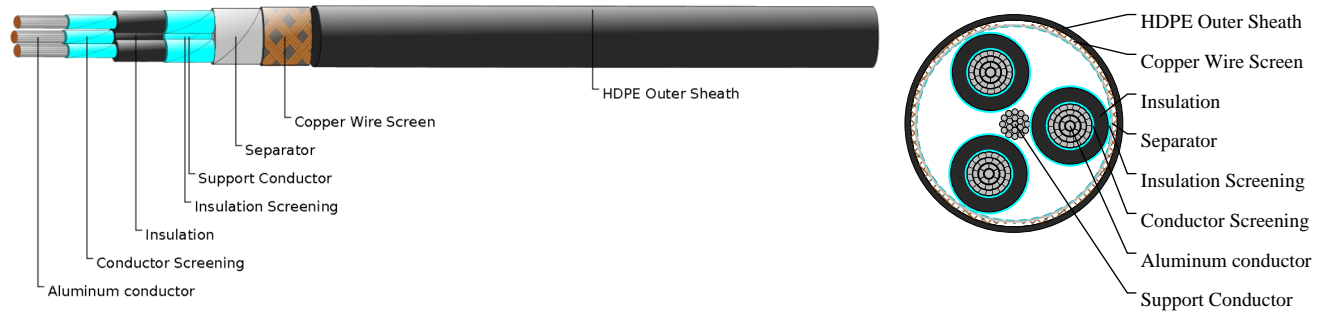 HDPE Outer Sheath
Copper Wire Screen
Separator
Support Conductor
Insulation Screening
Insulation
Conductor Screening
Aluminum conductor
HDPE Outer Sheath
Copper Wire Screen
Insulation
Separator
Insulation Screening
Conductor Screening
Aluminum conductor
Support Conductor